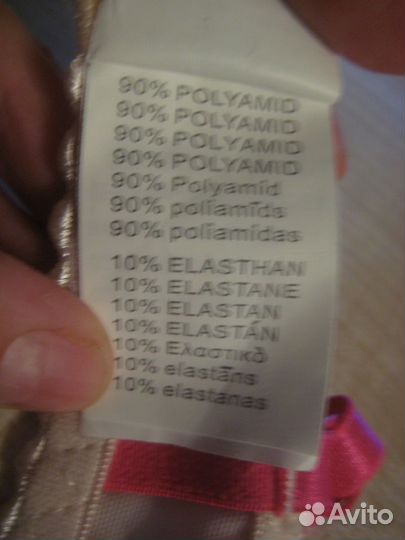 90% POLYAMID
90% POLYAMID
90% POLYAMID
90% POLYAMID
90% Polyamid
90% poliamīds
90% poliamidas
10% ELASTHAN
10% ELASTANE
10% ELASTAN
10% ELASTÁN
10% Ελαστικό
10% elastāns
10% elastanas
Avito